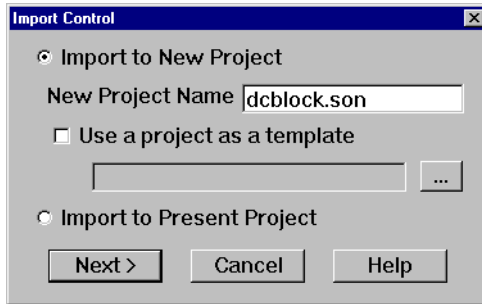 Import Control
Import to New Project
New Project Name dcblock.son
Use a project as a template
...
Import to Present Project
Next > Cancel Help